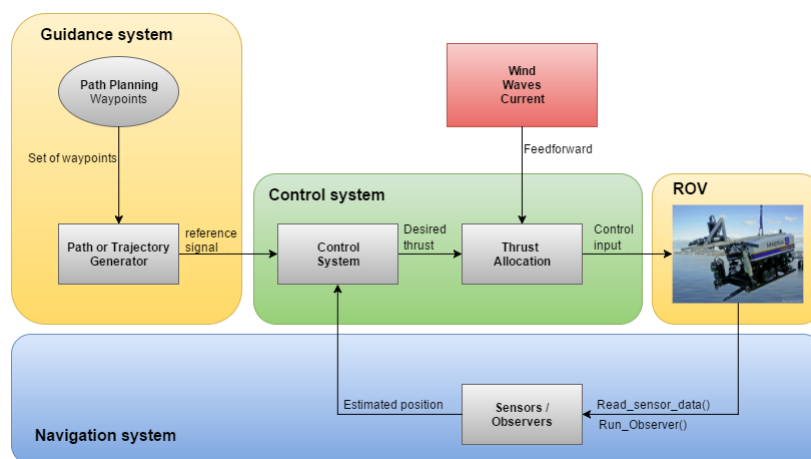 Guidance system
Path Planning
Waypoints
Set of waypoints
Path or Trajectory
Generator
reference
signal
Wind
Waves
Current
Feedforward
Control system
Control
System
Desired
thrust
Thrust
Allocation
Control
input
ROV
Estimated position
Sensors /
Observers
Read_sensor_data()
Run_Observer()
Navigation system